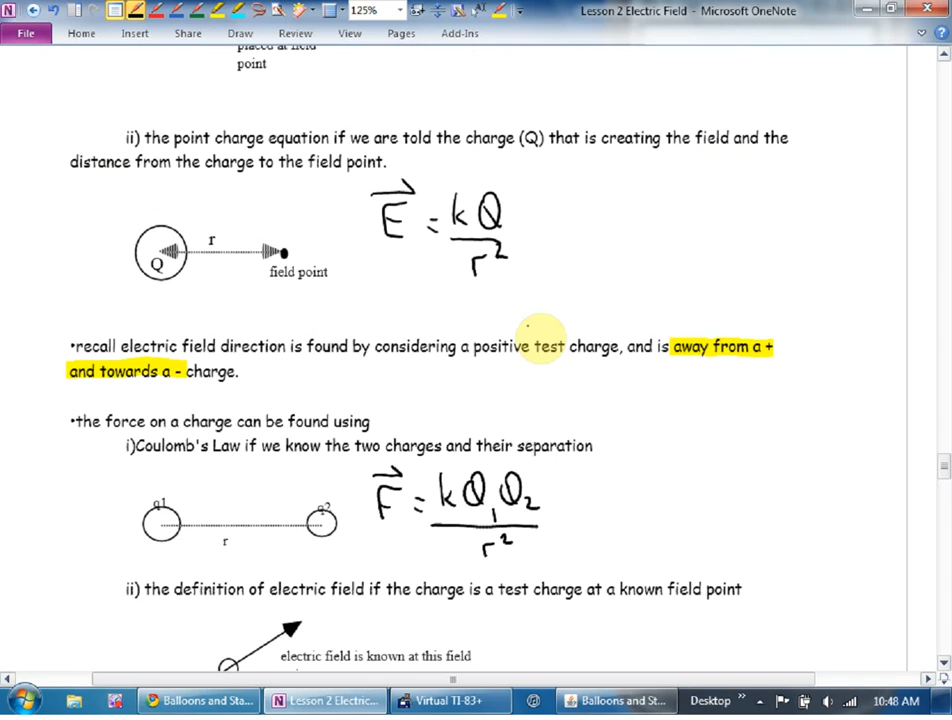 125%
Lesson 2 Electric Field - Microsoft OneNote
File Home Insert Share Draw Review View Pages Add-Ins
placed at field
point
ii) the point charge equation if we are told the charge (Q) that is creating the field and the
distance from the charge to the field point.
E = kQ
r²
r
Q
field point
•recall electric field direction is found by considering a positive test charge, and is away from a +
and towards a - charge.
•the force on a charge can be found using
i)Coulomb's Law if we know the two charges and their separation
F = kQ₁Q₂
r²
q1
q2
r
ii) the definition of electric field if the charge is a test charge at a known field point
electric field is known at this field
Balloons and Sta... Lesson 2 Electric... Virtual TI-83+ Balloons and St... Desktop 10:48 AM